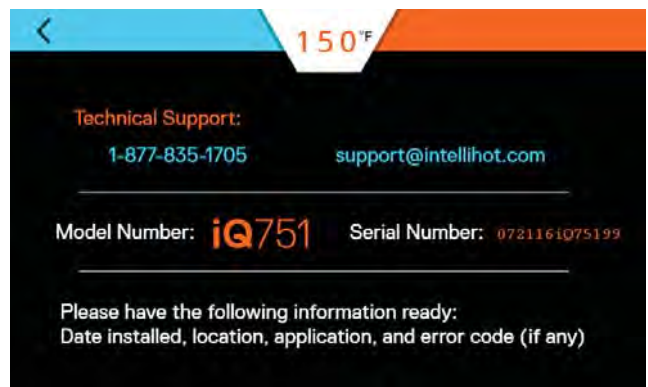 150°F
Technical Support:
1-877-835-1705 support@intellihot.com
Model Number: iQ751 Serial Number: 072116iQ75199
Please have the following information ready:
Date installed, location, application, and error code (if any)